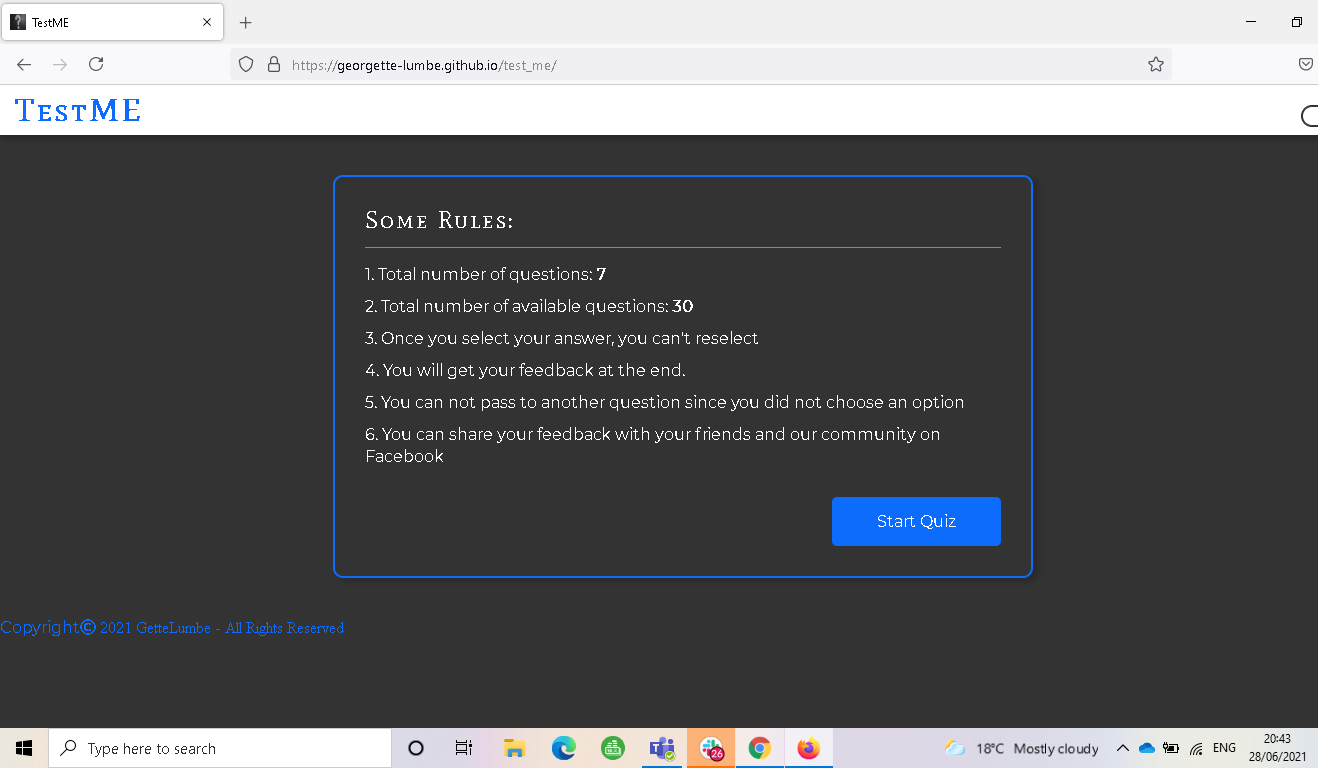 TestME
https://georgette-lumbe.github.io/test_me/
TESTME
SOME RULES:
1. Total number of questions: 7
2. Total number of available questions: 30
3. Once you select your answer, you can't reselect
4. You will get your feedback at the end.
5. You can not pass to another question since you did not choose an option
6. You can share your feedback with your friends and our community on
Facebook
Start Quiz
Copyright© 2021 GetteLumbe - All Rights Reserved
Type here to search
26
18°C Mostly cloudy
ENG
20:43
28/06/2021